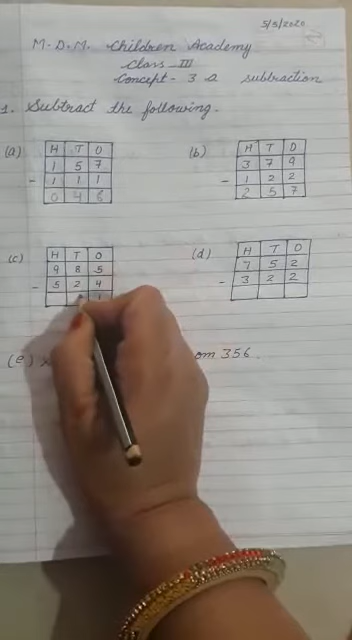 5/5/2020
M. D. M. Children Academy
Class - III
Concept - 3 a subtraction
1. Subtract the following.
(a) H T O
1 5 7
- 1 1 1
0 4 6
(b) H T O
3 7 9
- 1 2 2
2 5 7
(c) H T O
9 8 5
- 5 2 4
1
(d) H T O
7 5 2
- 3 2 2
(e) om 356.